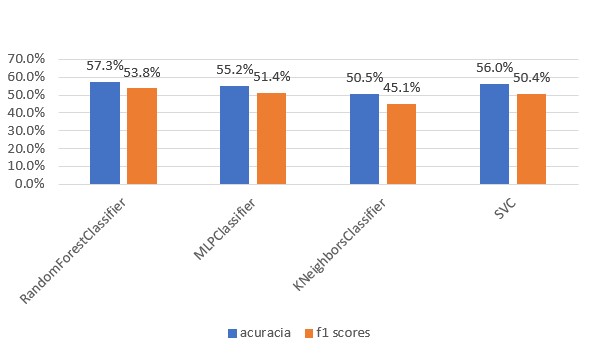 70.0%
60.0%
50.0%
40.0%
30.0%
20.0%
10.0%
0.0%
57.3%
53.8%
55.2%
51.4%
50.5%
45.1%
56.0%
50.4%
RandomForestClassifier
MLPClassifier
KNeighborsClassifier
SVC
acuracia
f1 scores